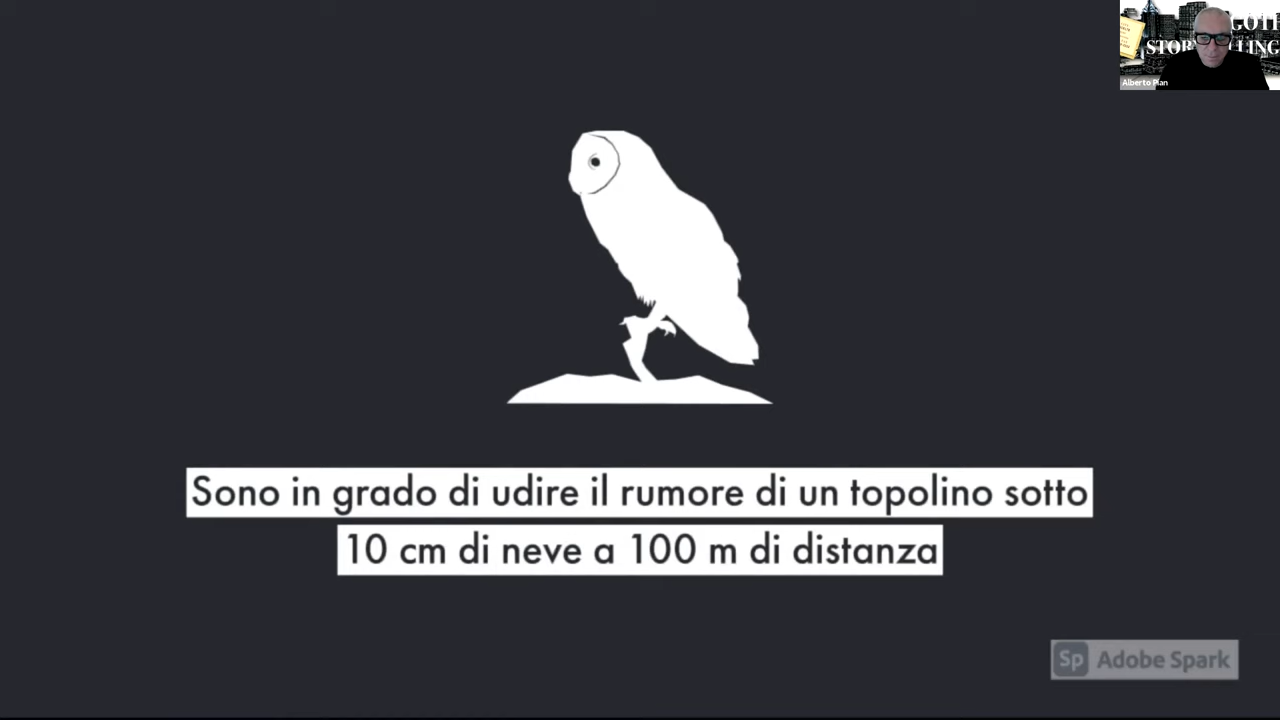 Alberto Pian
Sono in grado di udire il rumore di un topolino sotto
10 cm di neve a 100 m di distanza
Sp Adobe Spark